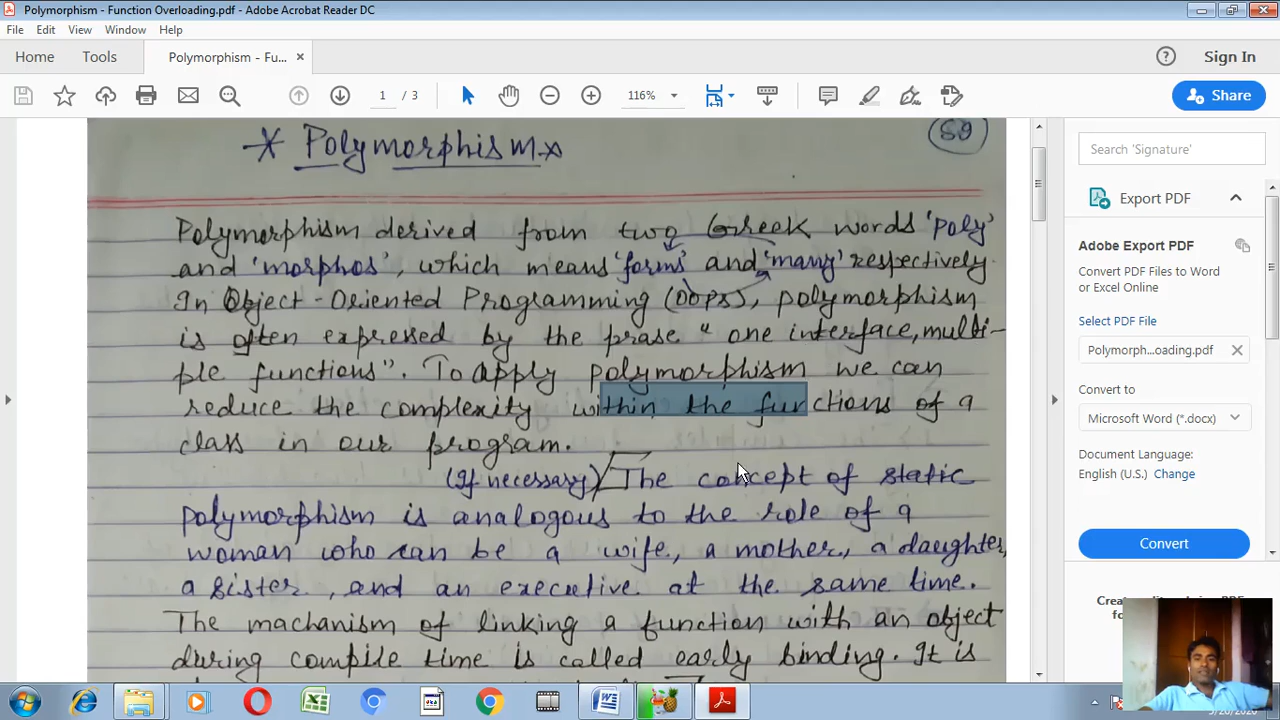 Polymorphism - Function Overloading.pdf - Adobe Acrobat Reader DC
File Edit View Window Help
Home Tools Polymorphism - Fu... × Sign In
1 / 3 116% Share
* Polymorphism x
59
Polymorphism derived from two Greek words 'Poly'
and 'morphos', which means 'forms' and 'many' respectively.
In Object-Oriented Programming (OOPs), polymorphism
is often expressed by the prase " one interface, multi-
ple functions". To apply polymorphism we can
reduce the complexity within the functions of a
class in our program.
(If necessary) The concept of static
polymorphism is analogous to the role of a
woman who can be a wife, a mother, a daughter,
a sister, and an executive at the same time.
The machanism of linking a function with an object
during compile time is called early binding. It is
Search 'Signature'
Export PDF
Adobe Export PDF
Convert PDF Files to Word
or Excel Online
Select PDF File
Polymorph...oading.pdf ×
Convert to
Microsoft Word (*.docx)
Document Language:
English (U.S.) Change
Convert